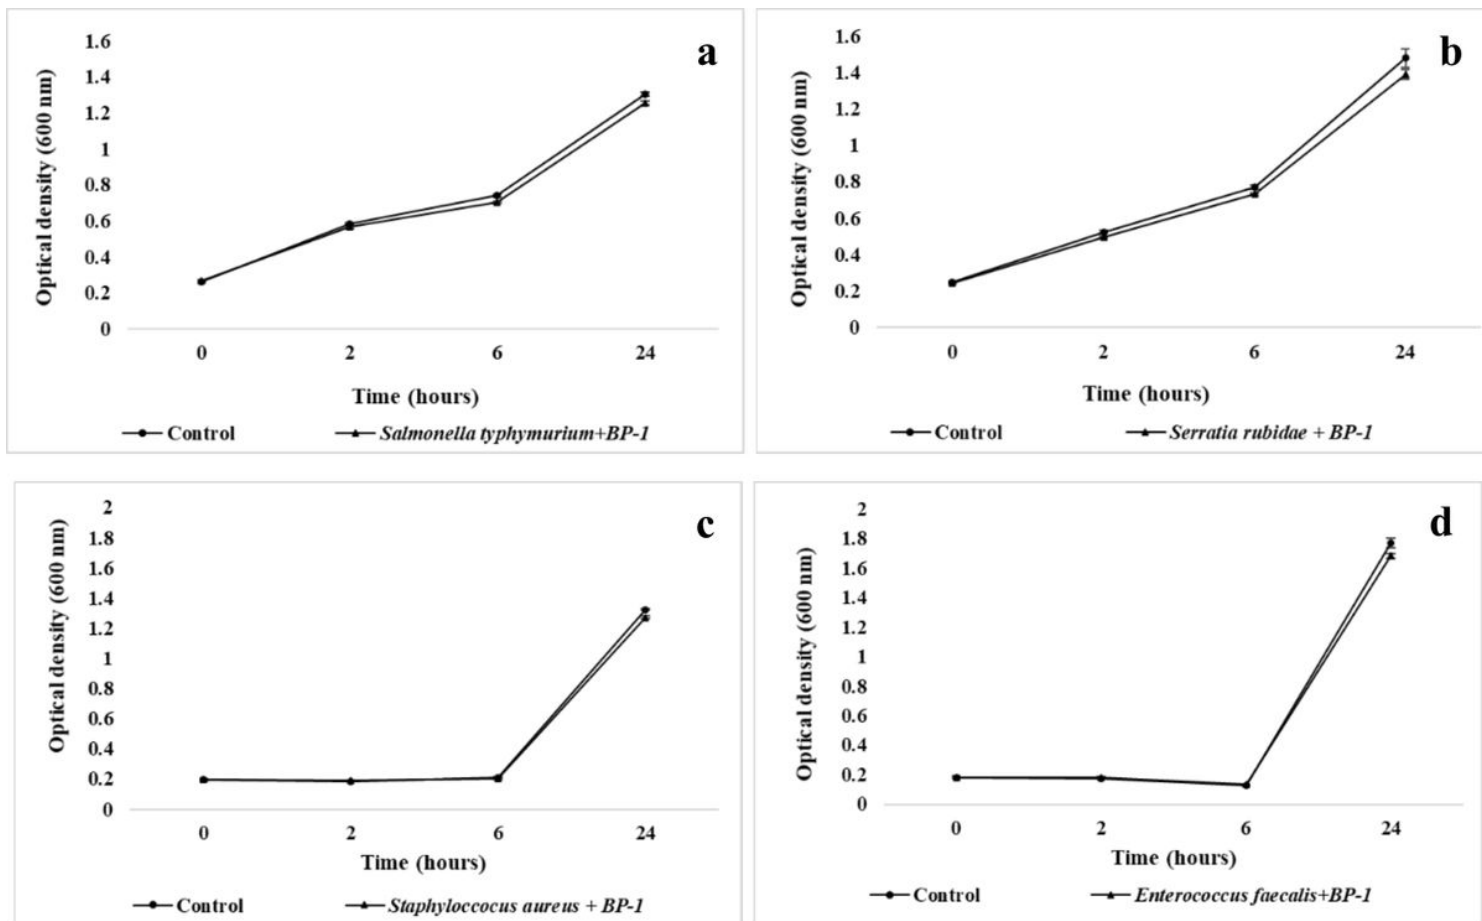 a
1.6
1.4
1.2
1
0.8
0.6
0.4
0.2
0
Optical density (600 nm)
0 2 6 24
Time (hours)
Control Salmonella typhymurium+BP-1
b
1.6
1.4
1.2
1
0.8
0.6
0.4
0.2
0
Optical density (600 nm)
0 2 6 24
Time (hours)
Control Serratia rubidae + BP-1
c
2
1.8
1.6
1.4
1.2
1
0.8
0.6
0.4
0.2
0
Optical density (600 nm)
0 2 6 24
Time (hours)
Control Staphyloccocus aureus + BP-1
d
2
1.8
1.6
1.4
1.2
1
0.8
0.6
0.4
0.2
0
Optical density (600 nm)
0 2 6 24
Time (hours)
Control Enterococcus faecalis+BP-1